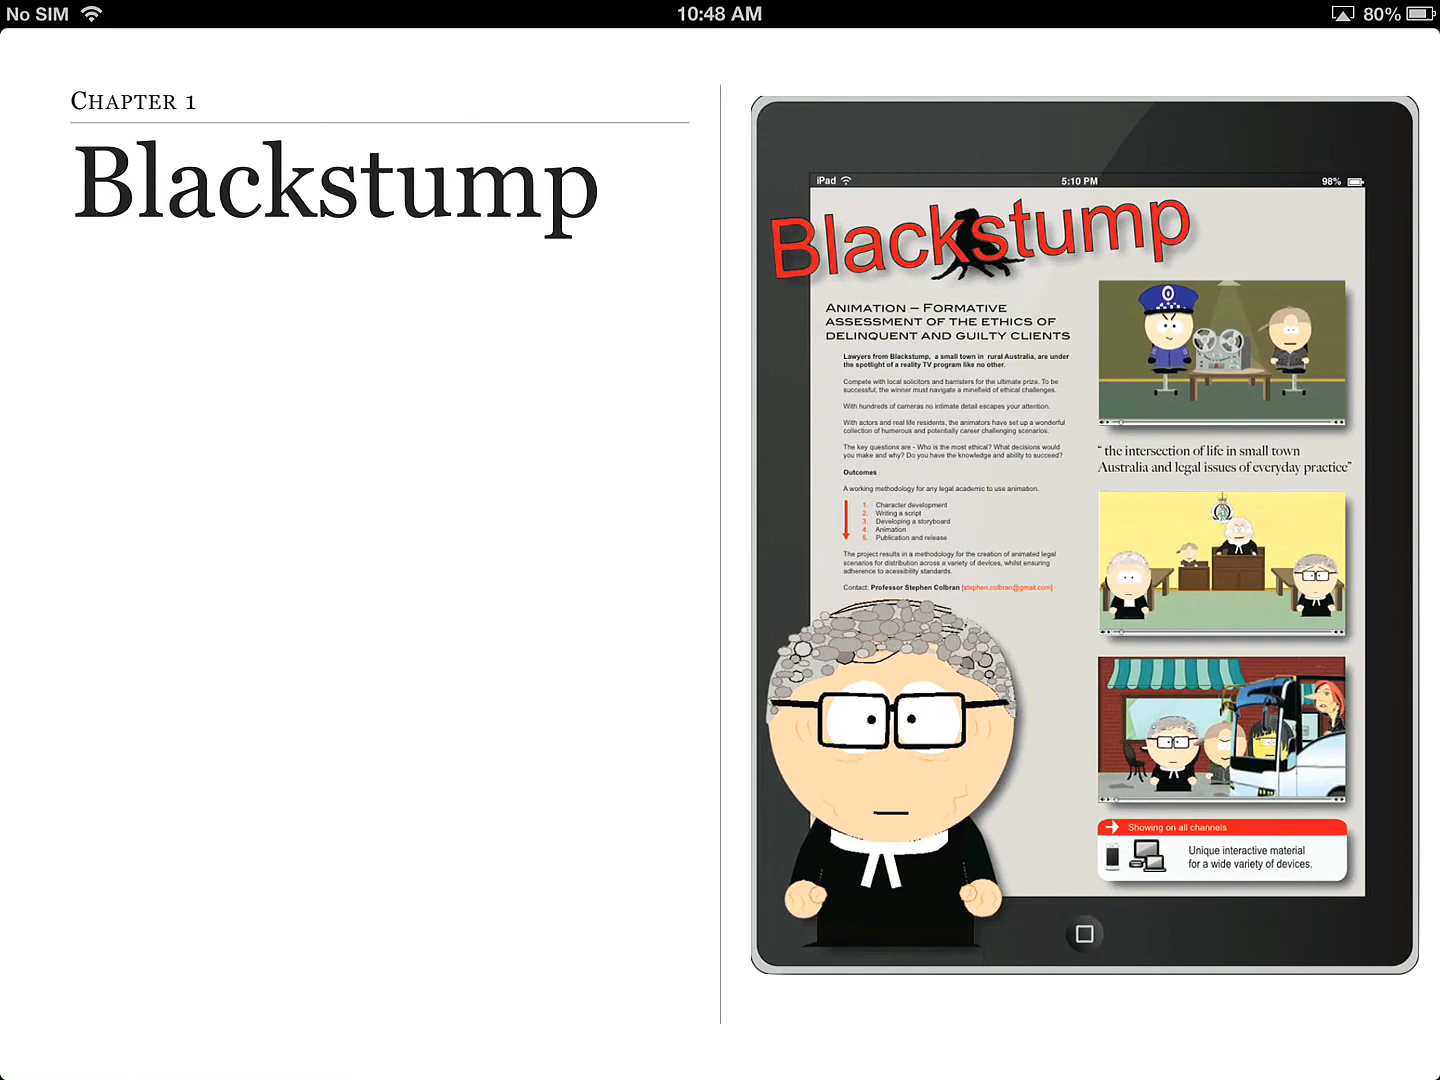 No SIM 10:48 AM 80%
CHAPTER 1
Blackstump
iPad 5:10 PM 98%
Blackstump
ANIMATION – FORMATIVE
ASSESSMENT OF THE ETHICS OF
DELINQUENT AND GUILTY CLIENTS
Lawyers from Blackstump, a small town in rural Australia, are under
the spotlight of a reality TV program like no other.
Compete with local solicitors and barristers for the ultimate prize. To be
successful, the winner must navigate a minefield of ethical challenges.
With hundreds of cameras no intimate detail escapes your attention.
With actors and real life residents, the animators have set up a wonderful
collection of humerous and potentially career challenging scenarios.
The key questions are - Who is the most ethical? What decisions would
you make and why? Do you have the knowledge and ability to succeed?
Outcomes
A working methodology for any legal academic to use animation.
1. Character development
2. Writing a script
3. Developing a storyboard
4. Animation
5. Publication and release
The project results in a methodology for the creation of animated legal
scenarios for distribution across a variety of devices, whilst ensuring
adherence to acessibility standards.
Contact: Professor Stephen Colbran [stephen.colbran@gmail.com]
“ the intersection of life in small town
Australia and legal issues of everyday practice”
Showing on all channels
Unique interactive material
for a wide variety of devices.